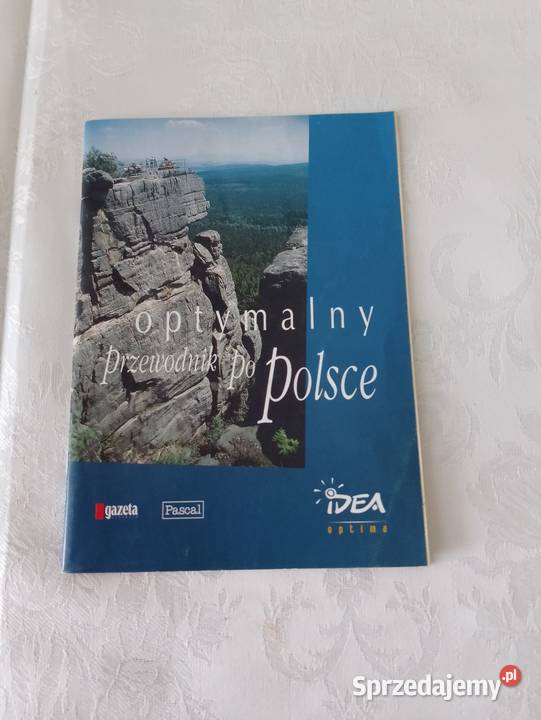 optymalny
przewodnik po polsce
gazeta
Pascal
iDEA
optima
Sprzedajemy.pl